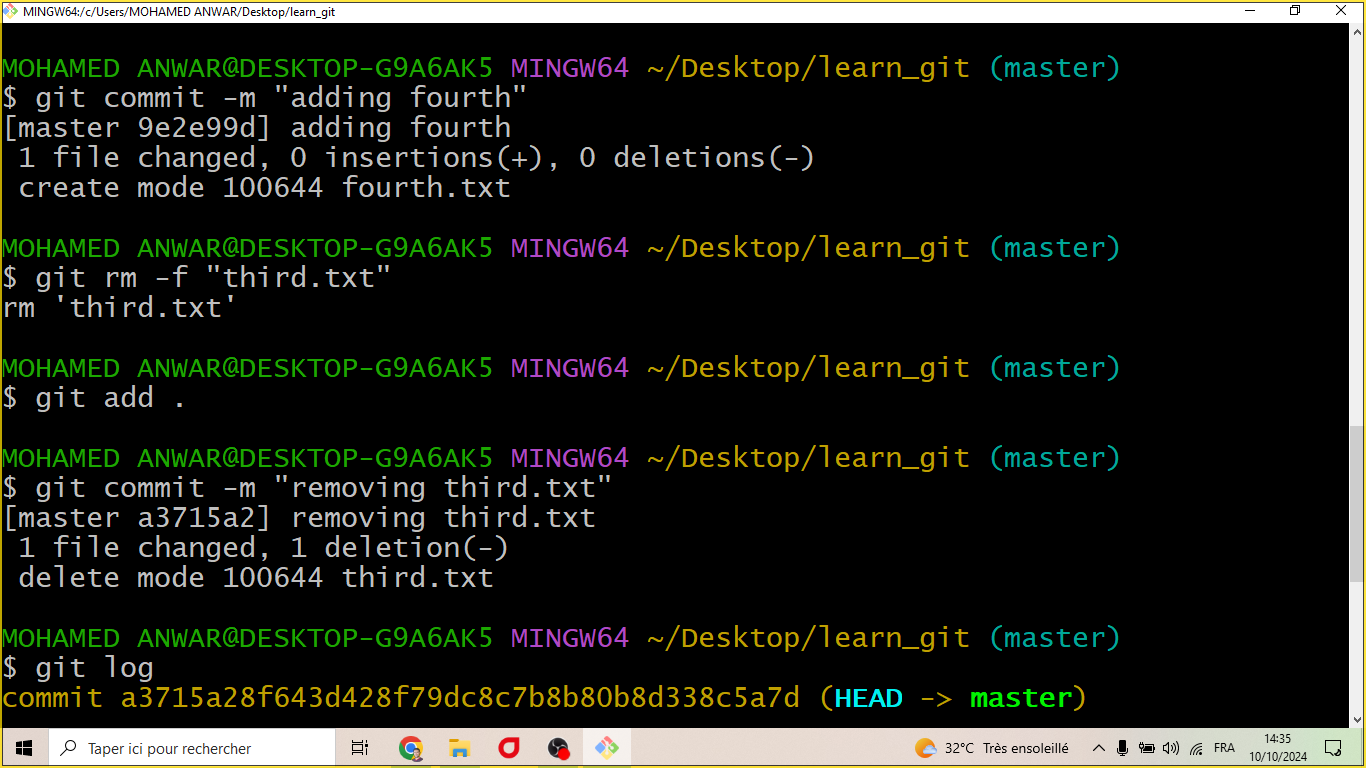 MINGW64:/c/Users/MOHAMED ANWAR/Desktop/learn_git
MOHAMED ANWAR@DESKTOP-G9A6AK5 MINGW64 ~/Desktop/learn_git (master)
$ git commit -m "adding fourth"
[master 9e2e99d] adding fourth
 1 file changed, 0 insertions(+), 0 deletions(-)
 create mode 100644 fourth.txt
MOHAMED ANWAR@DESKTOP-G9A6AK5 MINGW64 ~/Desktop/learn_git (master)
$ git rm -f "third.txt"
rm 'third.txt'
MOHAMED ANWAR@DESKTOP-G9A6AK5 MINGW64 ~/Desktop/learn_git (master)
$ git add .
MOHAMED ANWAR@DESKTOP-G9A6AK5 MINGW64 ~/Desktop/learn_git (master)
$ git commit -m "removing third.txt"
[master a3715a2] removing third.txt
 1 file changed, 1 deletion(-)
 delete mode 100644 third.txt
MOHAMED ANWAR@DESKTOP-G9A6AK5 MINGW64 ~/Desktop/learn_git (master)
$ git log
commit a3715a28f643d428f79dc8c7b8b80b8d338c5a7d (HEAD -> master)
Taper ici pour rechercher
32°C Très ensoleillé
FRA
14:35
10/10/2024